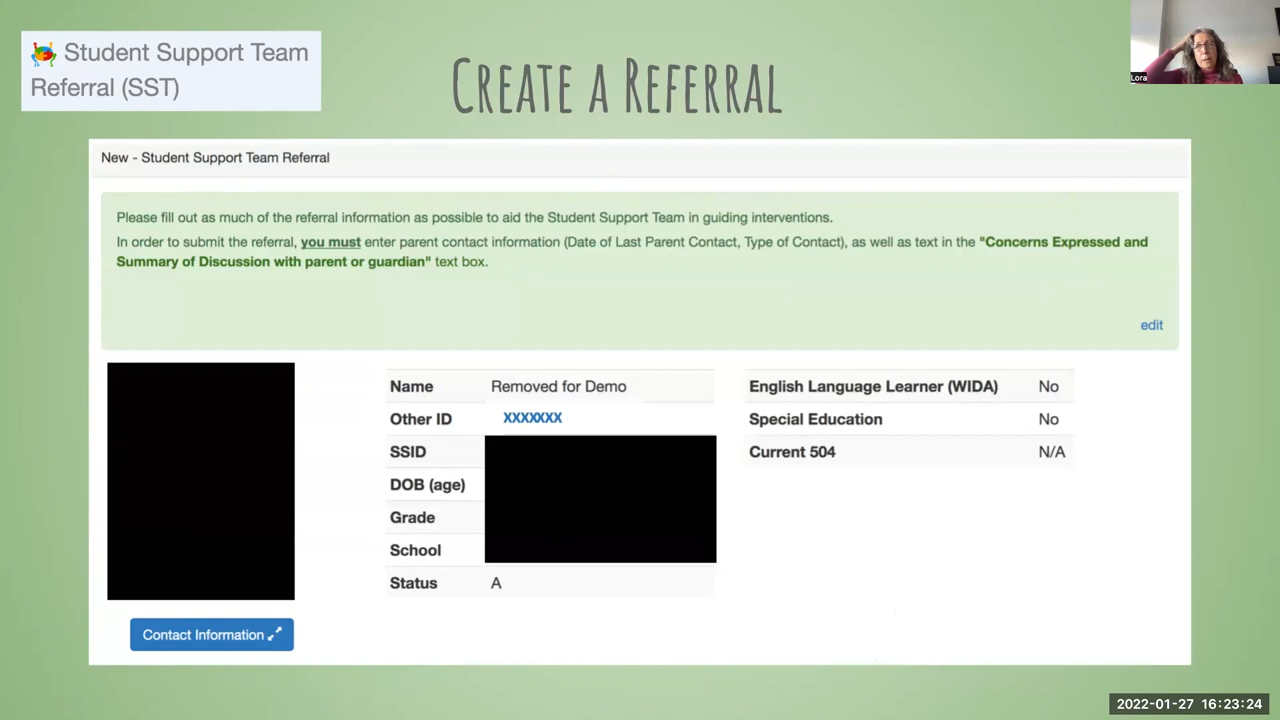 Student Support Team
Referral (SST)
CREATE A REFERRAL
Lora
New - Student Support Team Referral
Please fill out as much of the referral information as possible to aid the Student Support Team in guiding interventions.
In order to submit the referral, you must enter parent contact information (Date of Last Parent Contact, Type of Contact), as well as text in the "Concerns Expressed and
Summary of Discussion with parent or guardian" text box.
edit
Name Removed for Demo
Other ID XXXXXXX
SSID
DOB (age)
Grade
School
Status A
English Language Learner (WIDA) No
Special Education No
Current 504 N/A
Contact Information
2022-01-27 16:23:24